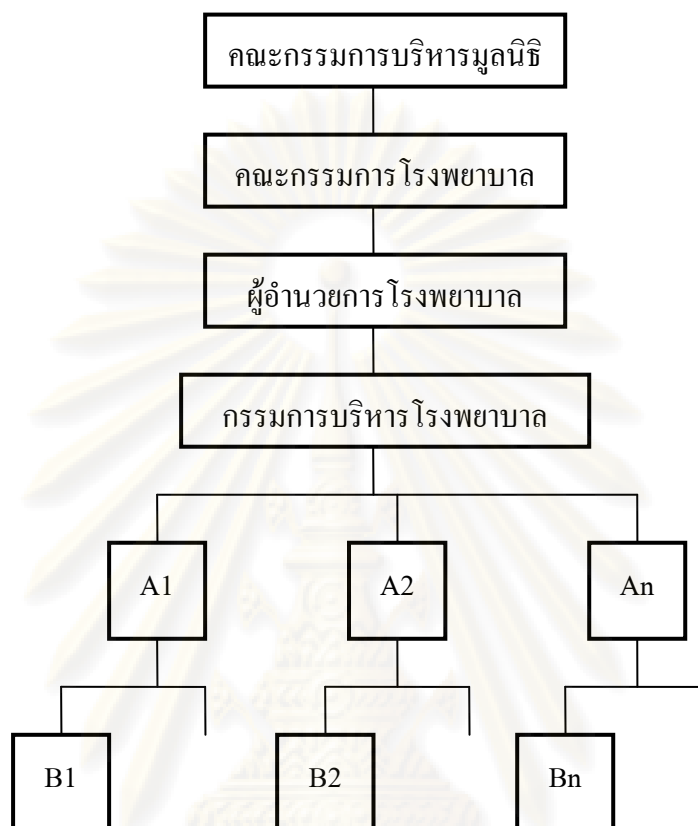 คณะกรรมการบริหารมูลนิธิ
คณะกรรมการโรงพยาบาล
ผู้อำนวยการโรงพยาบาล
กรรมการบริหารโรงพยาบาล
A1 A2 An
B1 B2 Bn